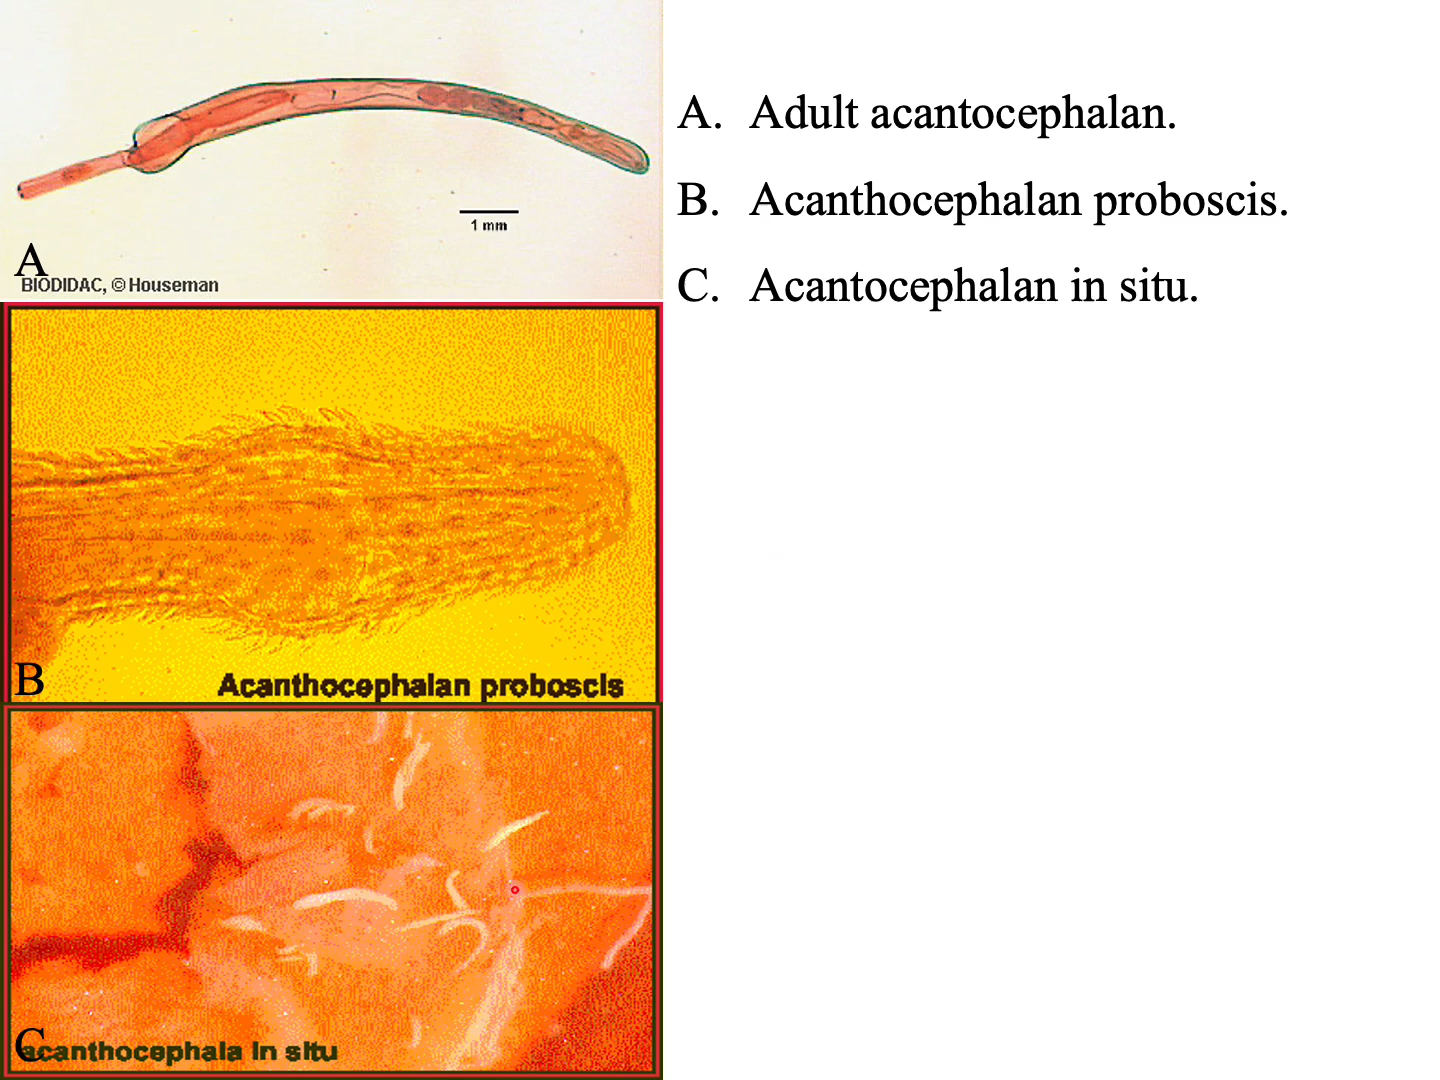 A. Adult acantocephalan.
B. Acanthocephalan proboscis.
C. Acantocephalan in situ.
1 mm
A
BIODIDAC, © Houseman
B
Acanthocephalan proboscis
C
acanthocephala in situ